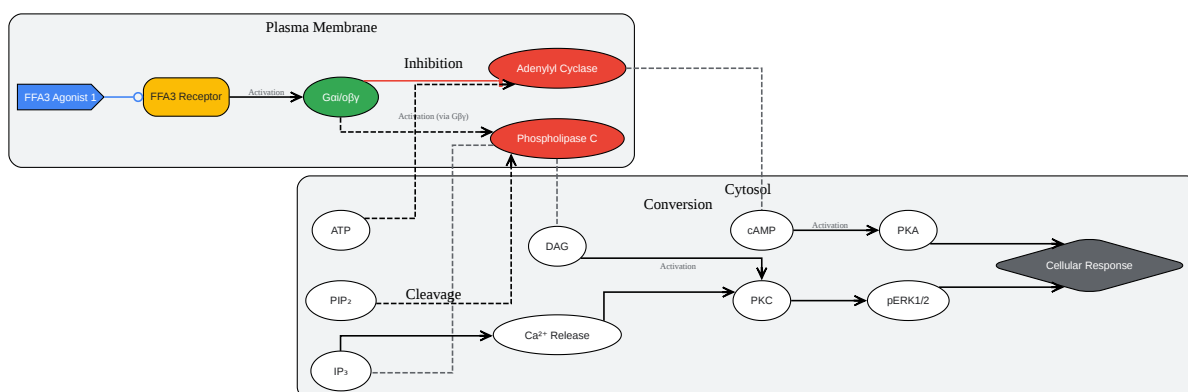 Plasma Membrane
Inhibition
Adenylyl Cyclase
FFA3 Agonist 1
FFA3 Receptor
Activation
Gαi/oβγ
Activation (via Gβγ)
Phospholipase C
Cytosol
Conversion
ATP
DAG
cAMP
Activation
PKA
Activation
Cellular Response
PIP₂
Cleavage
PKC
pERK1/2
Ca²⁺ Release
IP₃